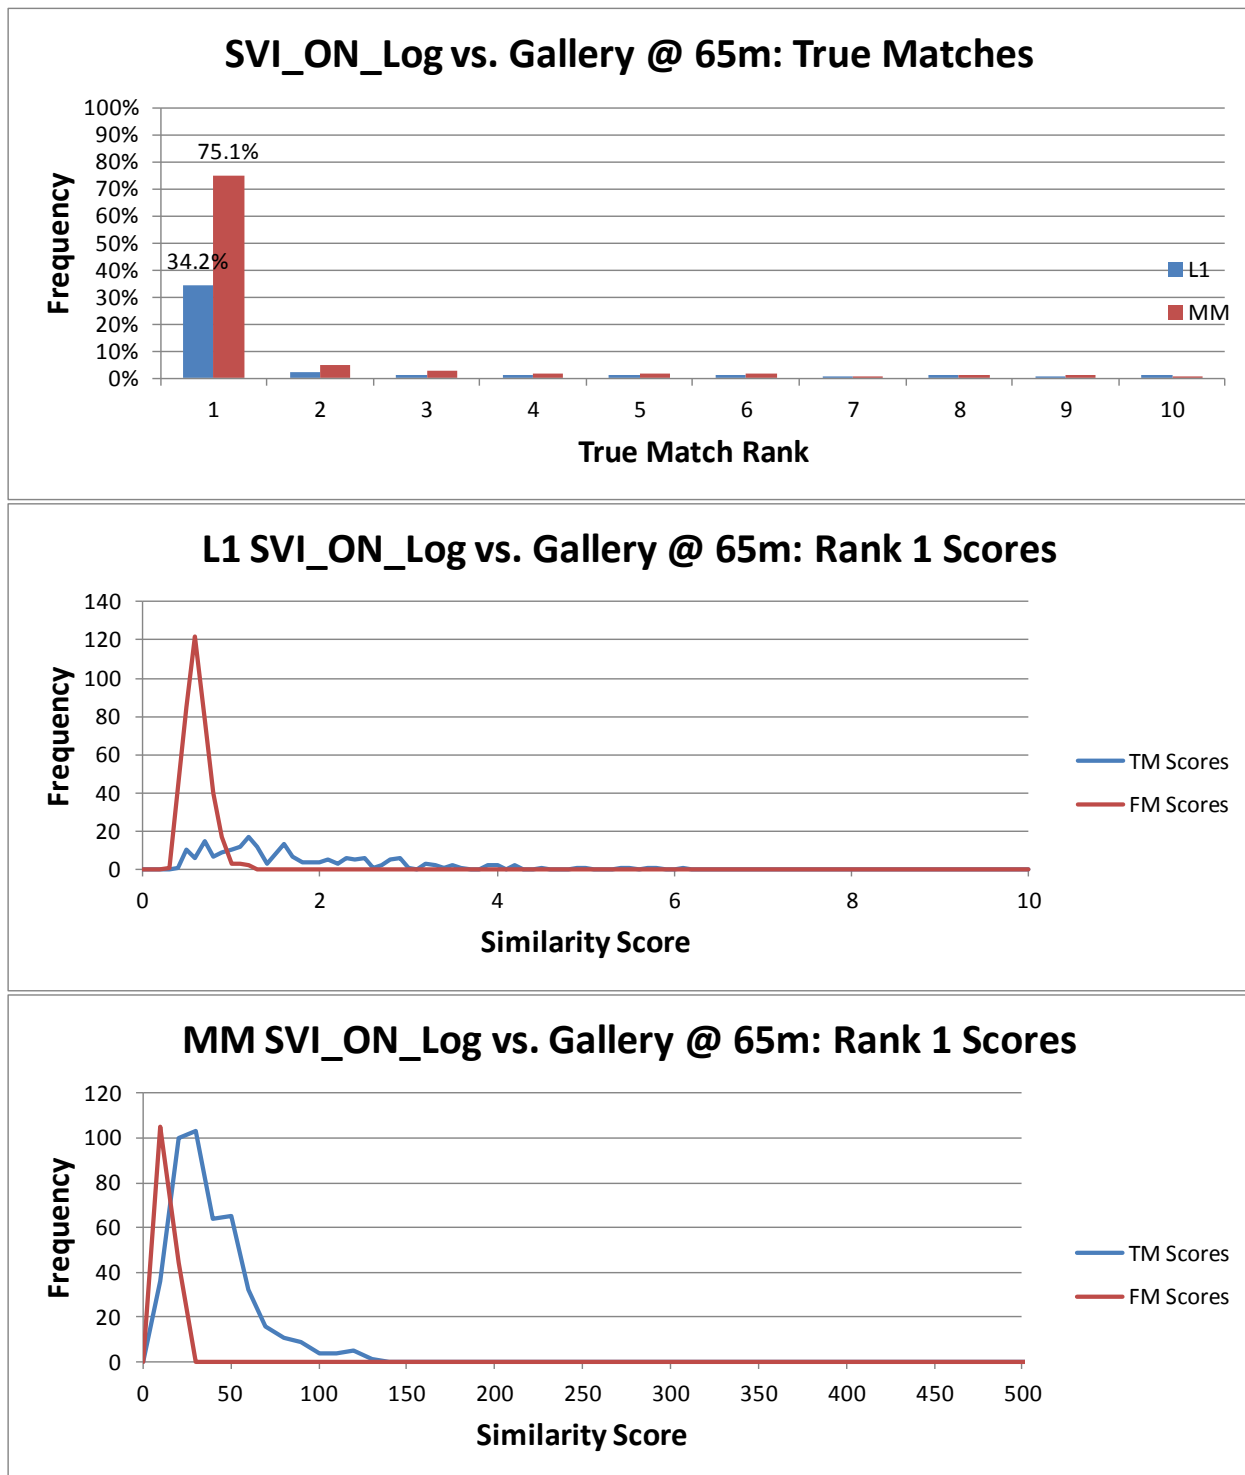 SVI_ON_Log vs. Gallery @ 65m: True Matches
100%
90%
80%
70%
60%
50%
40%
30%
20%
10%
0%
Frequency
75.1%
34.2%
L1
MM
1 2 3 4 5 6 7 8 9 10
True Match Rank
L1 SVI_ON_Log vs. Gallery @ 65m: Rank 1 Scores
140
120
100
80
60
40
20
0
Frequency
TM Scores
FM Scores
0 2 4 6 8 10
Similarity Score
MM SVI_ON_Log vs. Gallery @ 65m: Rank 1 Scores
120
100
80
60
40
20
0
Frequency
TM Scores
FM Scores
0 50 100 150 200 250 300 350 400 450 500
Similarity Score